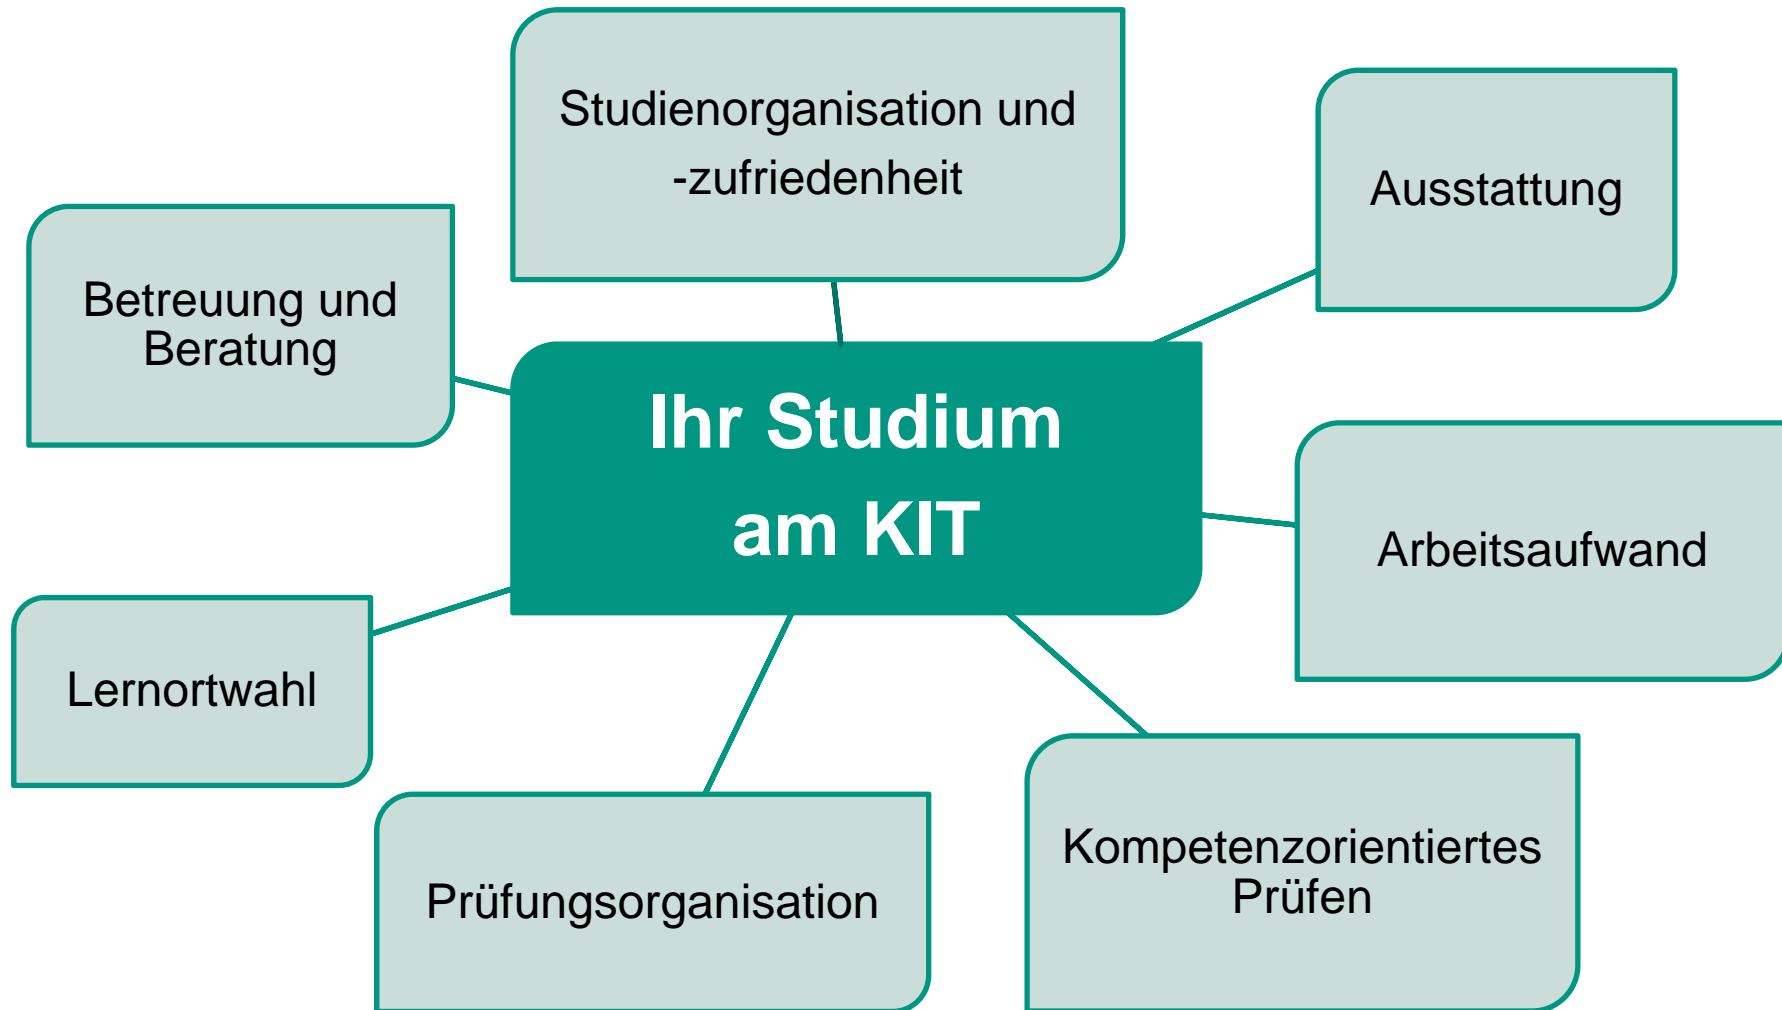 Studienorganisation und
-zufriedenheit
Ausstattung
Betreuung und
Beratung
Ihr Studium
am KIT
Arbeitsaufwand
Lernortwahl
Kompetenzorientiertes
Prüfen
Prüfungsorganisation